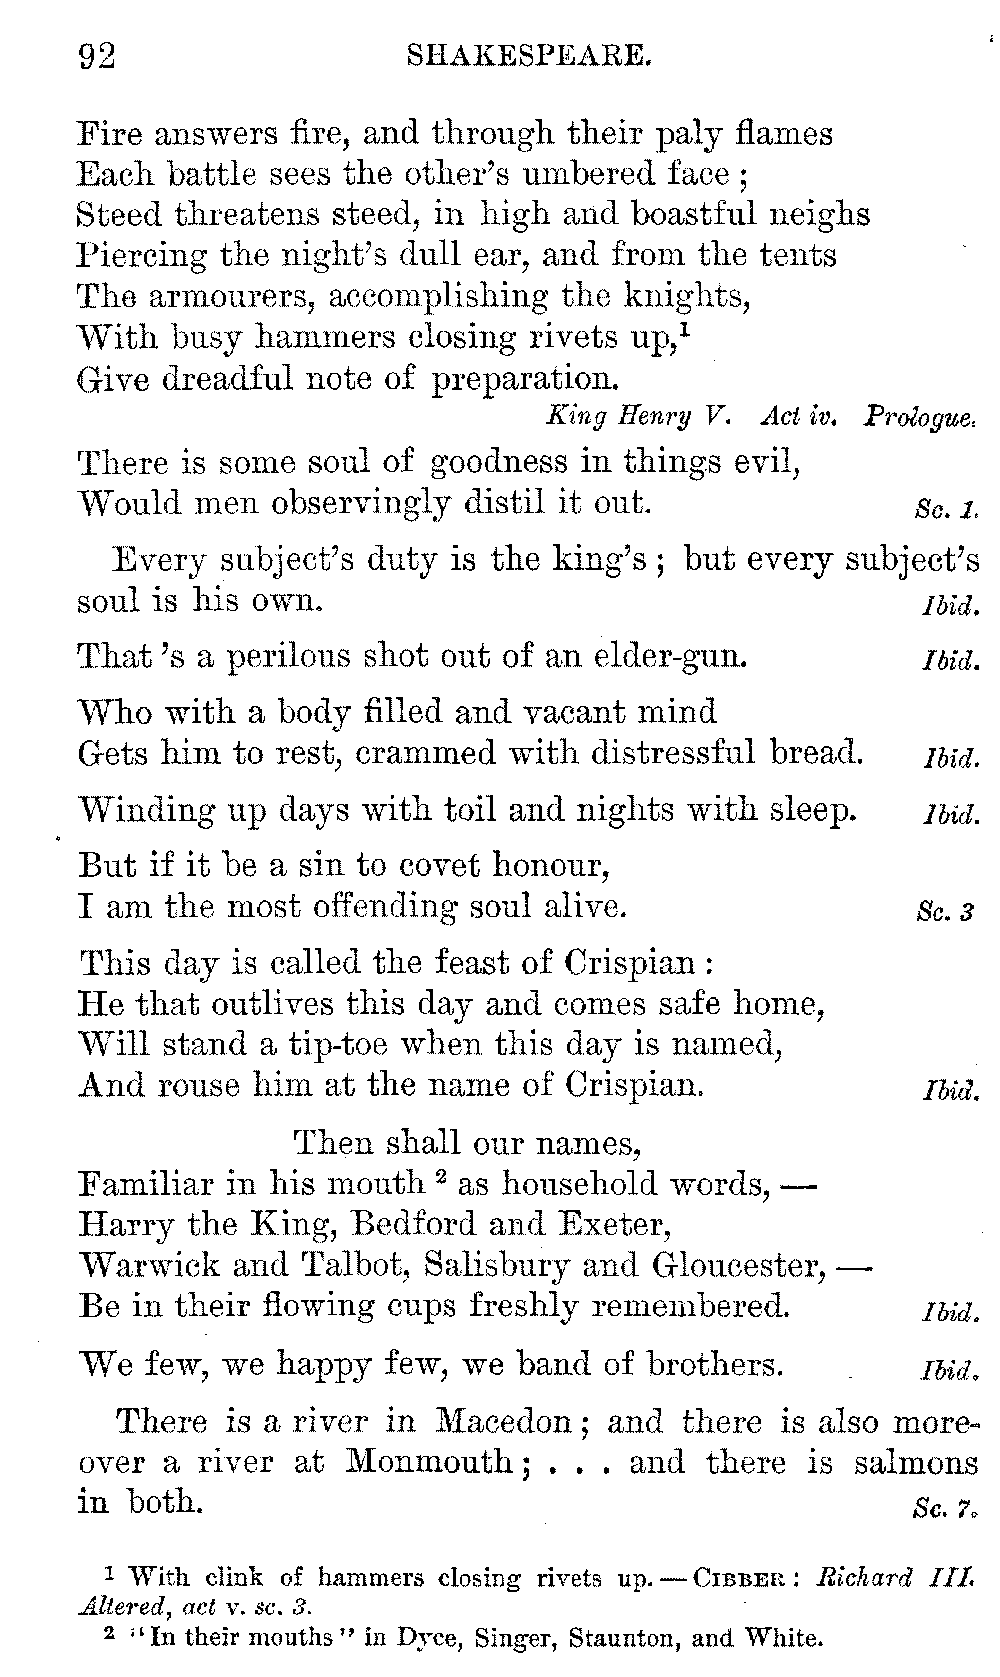 92 SHAKESPEARE.
Fire answers fire, and through their paly flames
Each battle sees the other's umbered face ;
Steed threatens steed, in high and boastful neighs
Piercing the night's dull ear, and from the tents
The armourers, accomplishing the knights,
With busy hammers closing rivets up,¹
Give dreadful note of preparation.
King Henry V. Act iv. Prologue.
There is some soul of goodness in things evil,
Would men observingly distil it out. Sc. 1.
Every subject's duty is the king's ; but every subject's
soul is his own. Ibid.
That 's a perilous shot out of an elder-gun. Ibid.
Who with a body filled and vacant mind
Gets him to rest, crammed with distressful bread. Ibid.
Winding up days with toil and nights with sleep. Ibid.
But if it be a sin to covet honour,
I am the most offending soul alive. Sc. 3
This day is called the feast of Crispian :
He that outlives this day and comes safe home,
Will stand a tip-toe when this day is named,
And rouse him at the name of Crispian. Ibid.
Then shall our names,
Familiar in his mouth ² as household words, —
Harry the King, Bedford and Exeter,
Warwick and Talbot, Salisbury and Gloucester, —
Be in their flowing cups freshly remembered. Ibid.
We few, we happy few, we band of brothers. Ibid.
There is a river in Macedon ; and there is also more-
over a river at Monmouth ; . . . and there is salmons
in both. Sc. 7.
¹ With clink of hammers closing rivets up. — CIBBER : Richard III.
Altered, act v. sc. 3.
² "In their mouths" in Dyce, Singer, Staunton, and White.